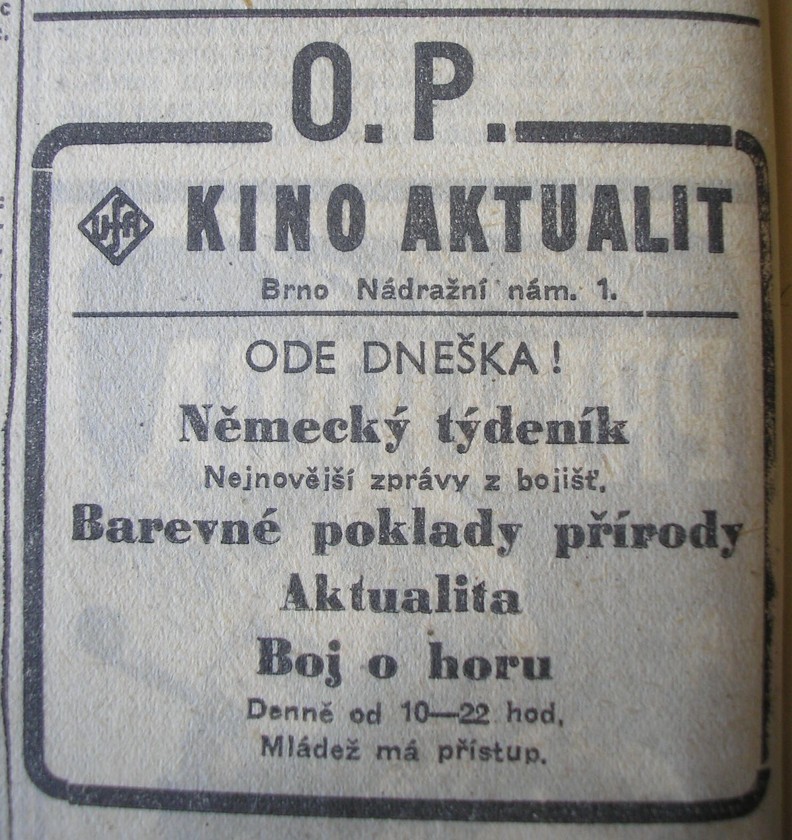 O. P.
Ufa KINO AKTUALIT
Brno Nádražní nám. 1.
ODE DNEŠKA!
Německý týdeník
Nejnovější zprávy z bojišť.
Barevné poklady přírody
Aktualita
Boj o horu
Denně od 10—22 hod.
Mládež má přístup.